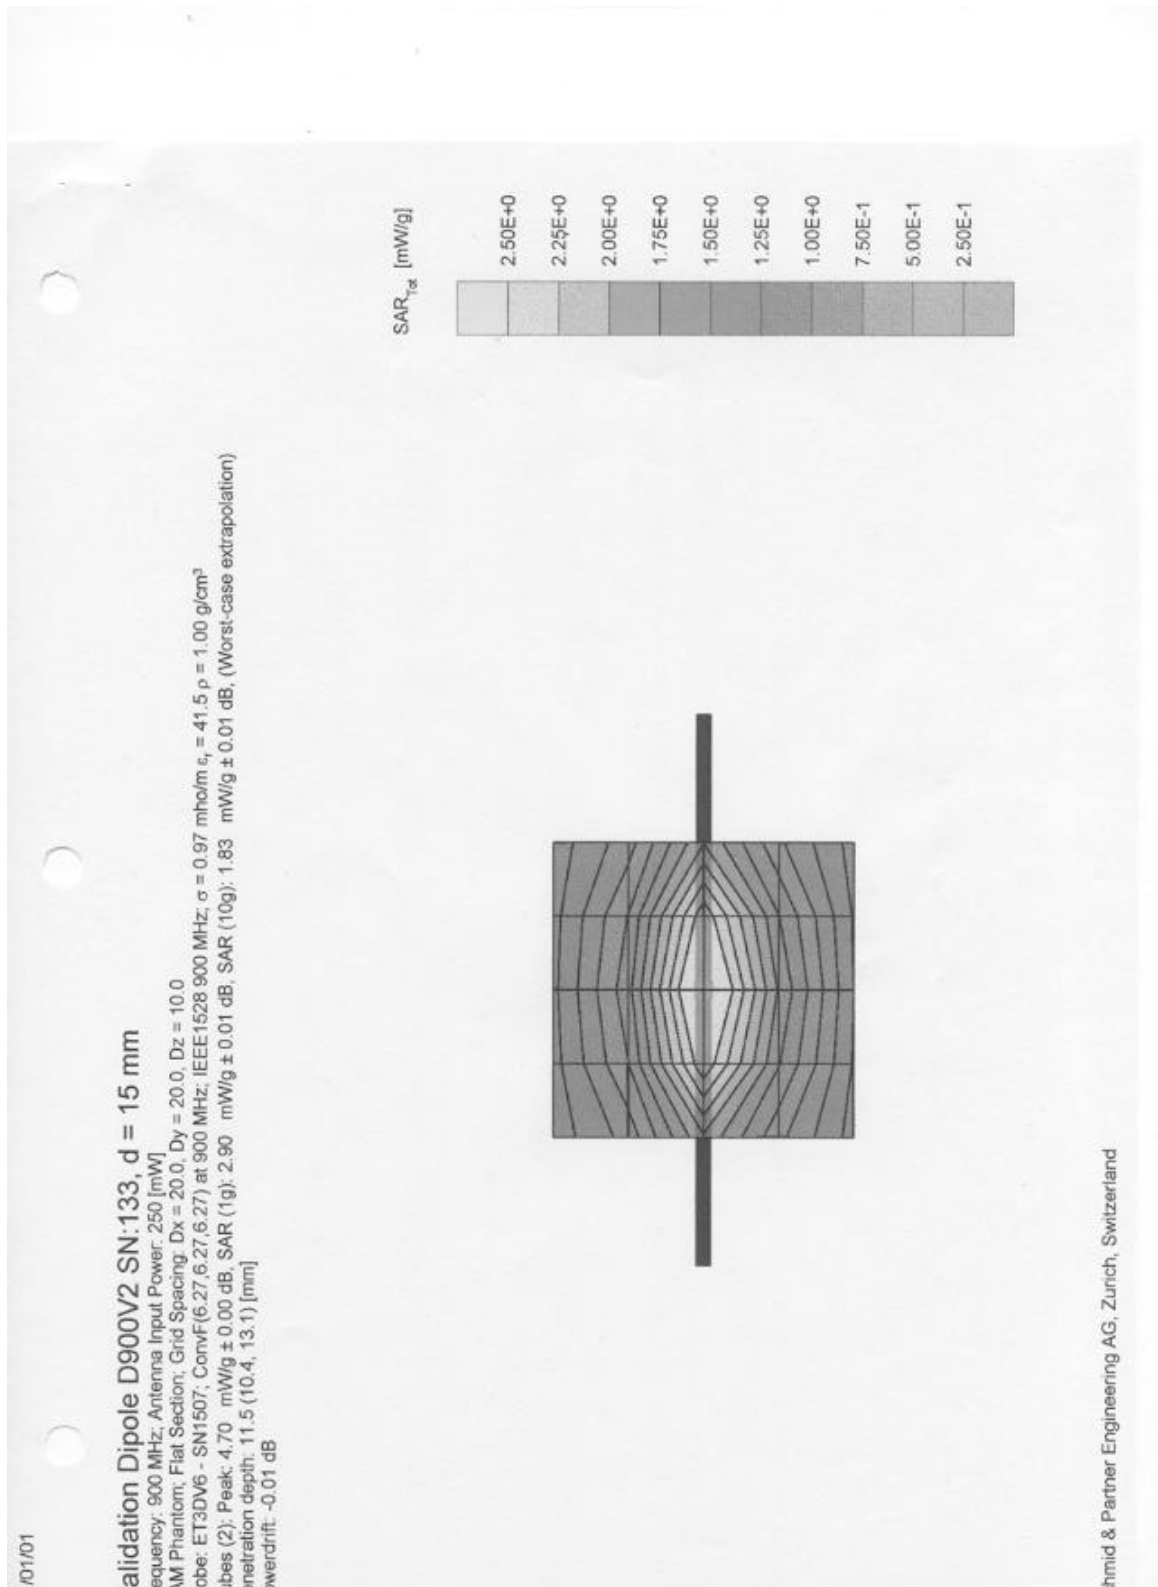 /01/01
alidation Dipole D900V2 SN:133, d = 15 mm
equency: 900 MHz; Antenna Input Power: 250 [mW]
AM Phantom; Flat Section; Grid Spacing: Dx = 20.0, Dy = 20.0, Dz = 10.0
obe: ET3DV6 - SN1507; ConvF(6.27,6.27,6.27) at 900 MHz; IEEE1528 900 MHz; σ = 0.97 mho/m εᵣ = 41.5 ρ = 1.00 g/cm³
ubes (2): Peak: 4.70 mW/g ± 0.00 dB, SAR (1g): 2.90 mW/g ± 0.01 dB, SAR (10g): 1.83 mW/g ± 0.01 dB, (Worst-case extrapolation)
enetration depth: 11.5 (10.4, 13.1) [mm]
owerdrift: -0.01 dB
SAR_Tot [mW/g]
2.50E+0
2.25E+0
2.00E+0
1.75E+0
1.50E+0
1.25E+0
1.00E+0
7.50E-1
5.00E-1
2.50E-1
hmid & Partner Engineering AG, Zurich, Switzerland